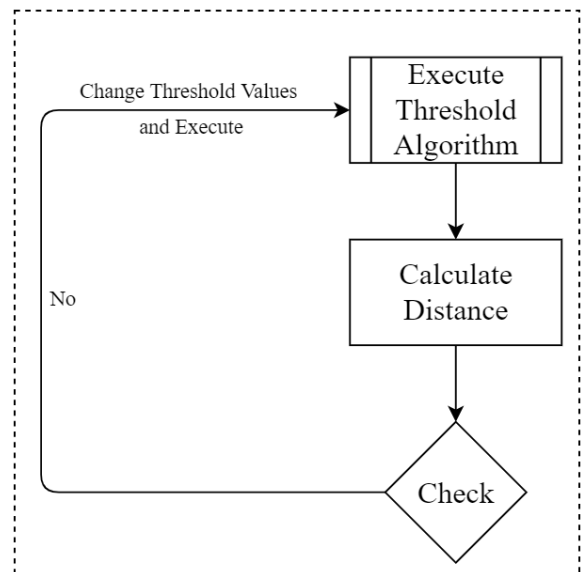 Change Threshold Values
and Execute
Execute
Threshold
Algorithm
Calculate
Distance
No
Check